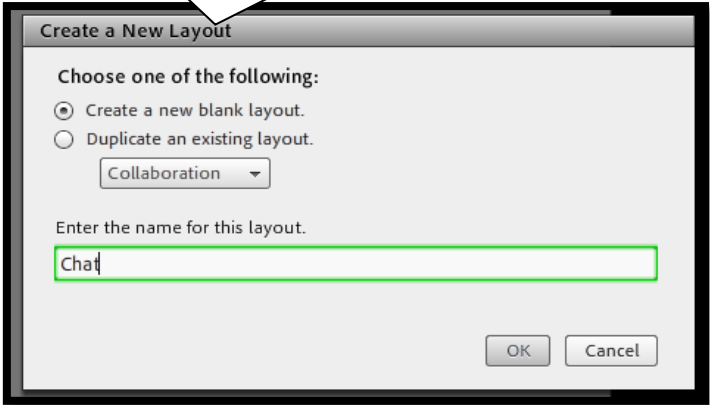 Create a New Layout
Choose one of the following:
Create a new blank layout.
Duplicate an existing layout.
Collaboration
Enter the name for this layout.
Chat
OK Cancel